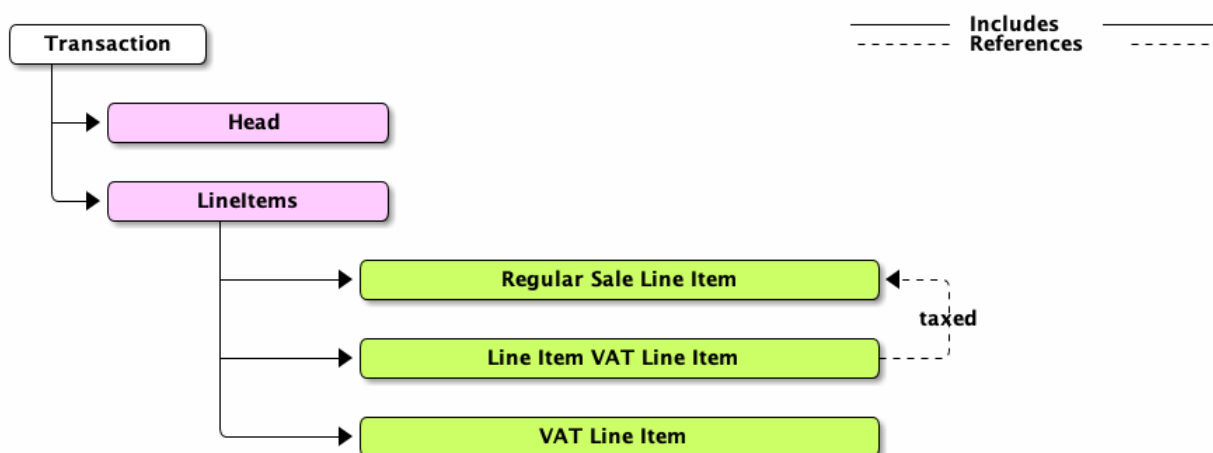 Transaction
Includes
References
Head
LineItems
Regular Sale Line Item
taxed
Line Item VAT Line Item
VAT Line Item